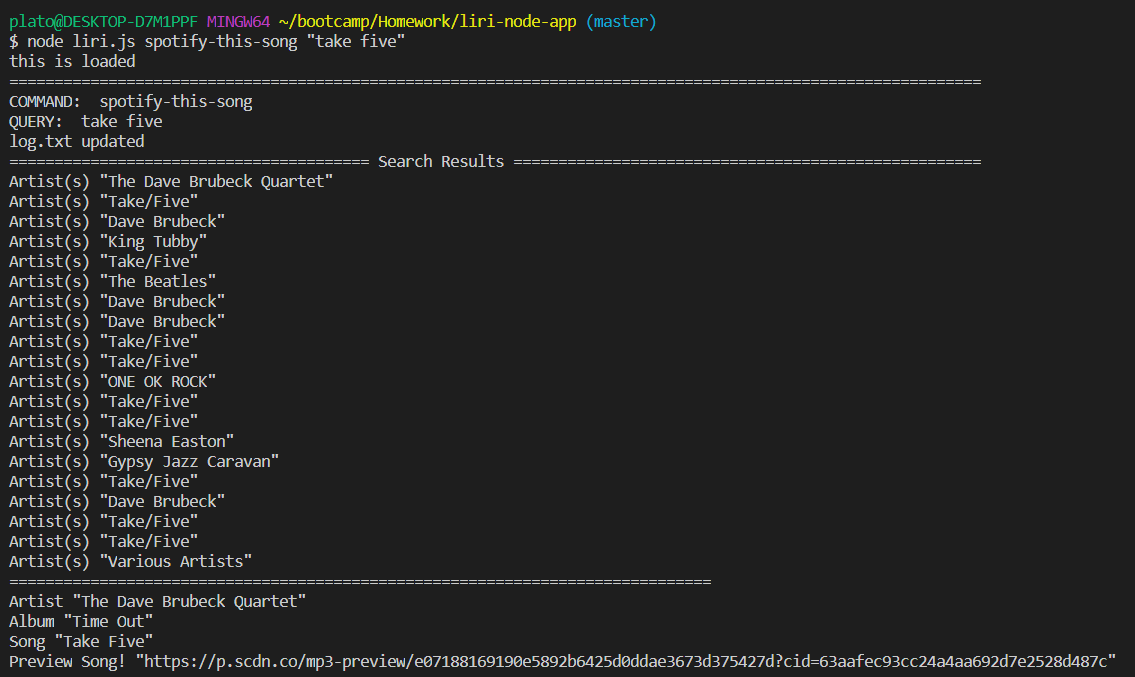 plato@DESKTOP-D7M1PPF MINGW64 ~/bootcamp/Homework/liri-node-app (master)
$ node liri.js spotify-this-song "take five"
this is loaded
============================================================================================================
COMMAND:  spotify-this-song
QUERY:  take five
log.txt updated
======================================== Search Results ====================================================
Artist(s) "The Dave Brubeck Quartet"
Artist(s) "Take/Five"
Artist(s) "Dave Brubeck"
Artist(s) "King Tubby"
Artist(s) "Take/Five"
Artist(s) "The Beatles"
Artist(s) "Dave Brubeck"
Artist(s) "Dave Brubeck"
Artist(s) "Take/Five"
Artist(s) "Take/Five"
Artist(s) "ONE OK ROCK"
Artist(s) "Take/Five"
Artist(s) "Take/Five"
Artist(s) "Sheena Easton"
Artist(s) "Gypsy Jazz Caravan"
Artist(s) "Take/Five"
Artist(s) "Dave Brubeck"
Artist(s) "Take/Five"
Artist(s) "Take/Five"
Artist(s) "Various Artists"
==============================================================================
Artist "The Dave Brubeck Quartet"
Album "Time Out"
Song "Take Five"
Preview Song! "https://p.scdn.co/mp3-preview/e07188169190e5892b6425d0ddae3673d375427d?cid=63aafec93cc24a4aa692d7e2528d487c"